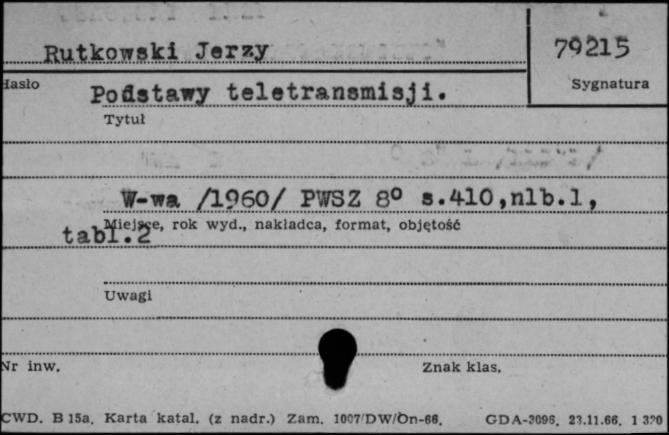 Rutkowski Jerzy
79215
Hasło
Sygnatura
Podstawy teletransmisji.
Tytuł
W-wa /1960/ PWSZ 8° s.410,nlb.1,
Miejsce, rok wyd., nakładca, format, objętość
tabl.2
Uwagi
Nr inw.
Znak klas.
CWD. B 15a. Karta katal. (z nadr.) Zam. 1007/DW/On-66. GDA-3096. 23.11.66.